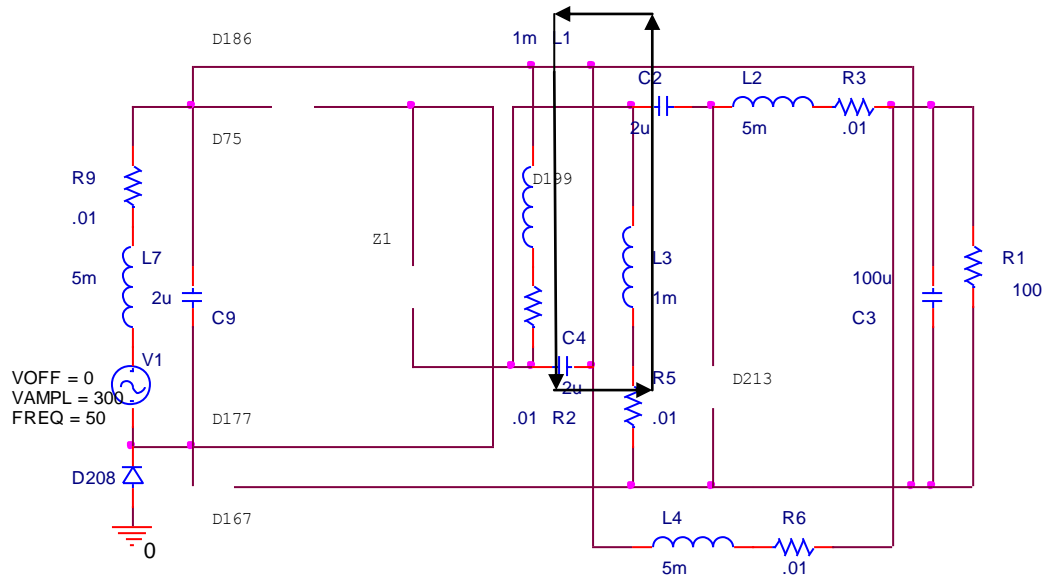 D186
1m L1
C2
L2
R3
2u
5m
.01
D75
R9
D199
.01
Z1
L7
L3
R1
5m
2u
1m
100u
100
C9
C3
C4
V1
VOFF = 0
VAMPL = 300
FREQ = 50
2u
R5
D213
D177
.01 R2
.01
D208
D167
L4
R6
0
5m
.01